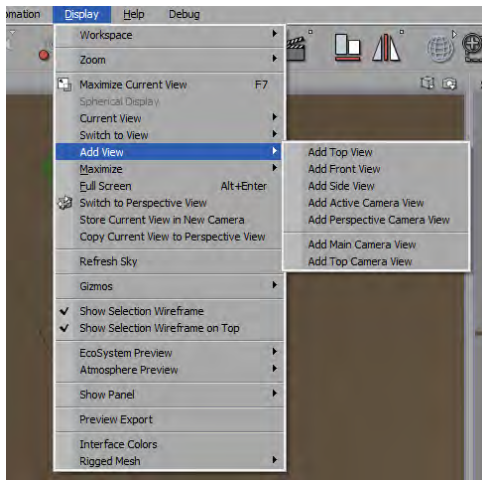 omation Display Help Debug
Workspace
Zoom
Maximize Current View F7
Spherical Display
Current View
Switch to View
Add View
Maximize
Full Screen Alt+Enter
Switch to Perspective View
Store Current View in New Camera
Copy Current View to Perspective View
Refresh Sky
Gizmos
Show Selection Wireframe
Show Selection Wireframe on Top
EcoSystem Preview
Atmosphere Preview
Show Panel
Preview Export
Interface Colors
Rigged Mesh
Add Top View
Add Front View
Add Side View
Add Active Camera View
Add Perspective Camera View
Add Main Camera View
Add Top Camera View